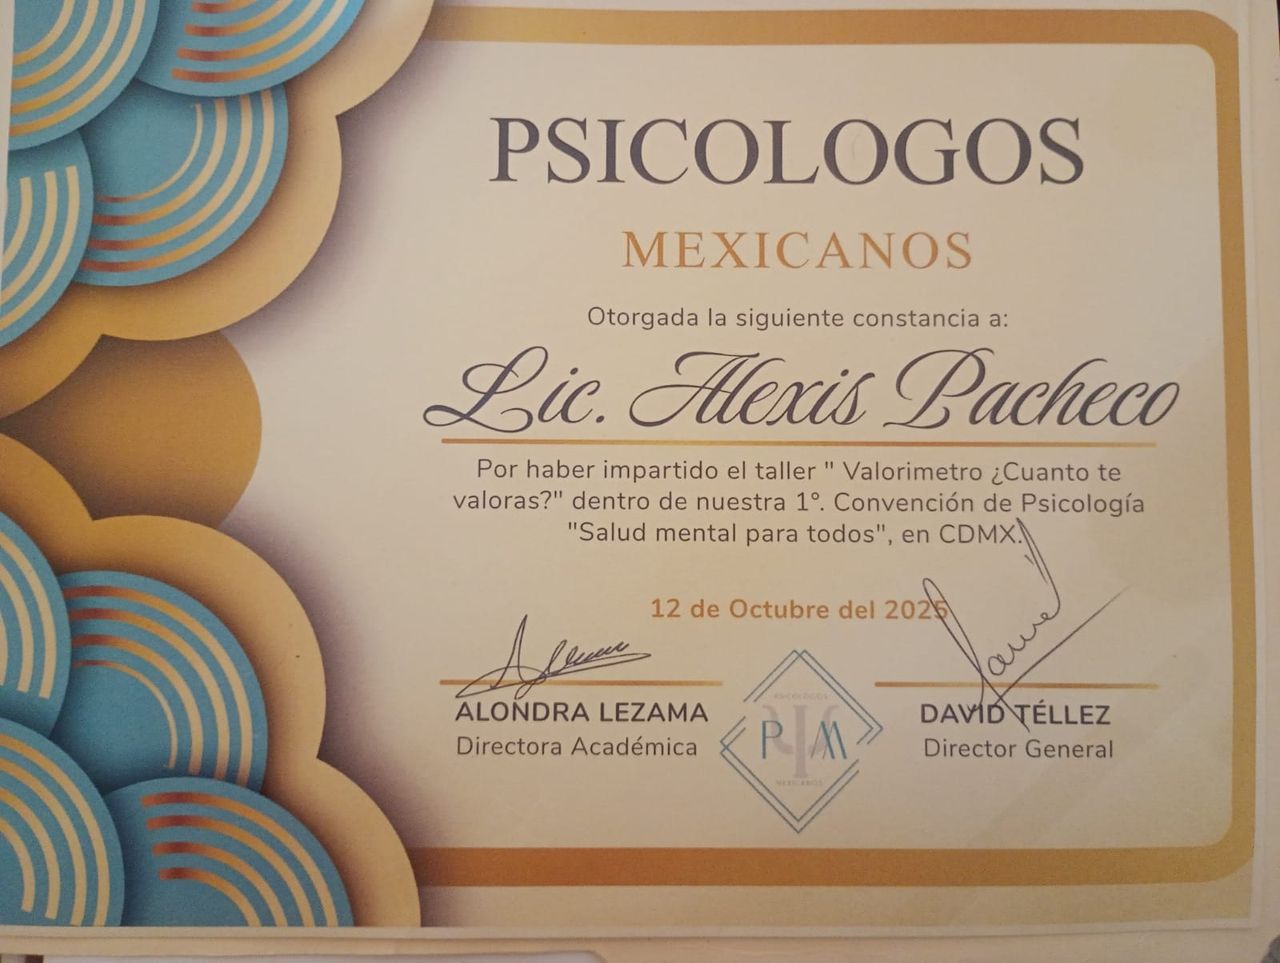 PSICOLOGOS
MEXICANOS
Otorgada la siguiente constancia a:
Lic. Alexis Pacheco
Por haber impartido el taller " Valorimetro ¿Cuanto te
valoras?" dentro de nuestra 1°. Convención de Psicología
"Salud mental para todos", en CDMX.
12 de Octubre del 2025
ALONDRA LEZAMA
Directora Académica
PSICOLOGOS
P M
MEXICANOS
DAVID TÉLLEZ
Director General